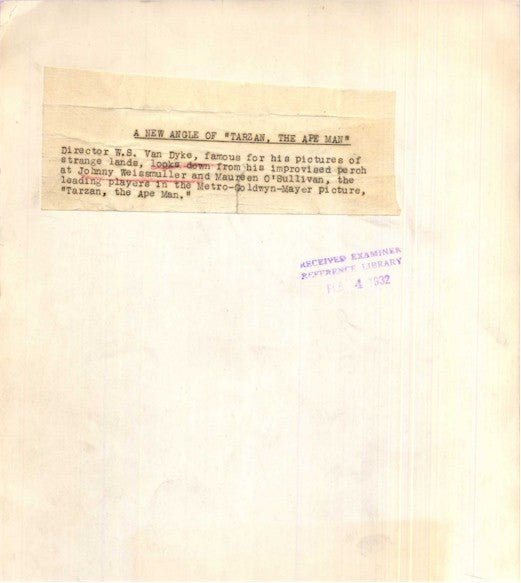 A NEW ANGLE OF "TARZAN, THE APE MAN"
Director W.S. Van Dyke, famous for his pictures of
strange lands, looks down from his improvised perch
at Johnny Weissmuller and Maureen O'Sullivan, the
leading players in the Metro-Goldwyn-Mayer picture,
"Tarzan, the Ape Man."
RECEIVED EXAMINER
REFERENCE LIBRARY
4 1932